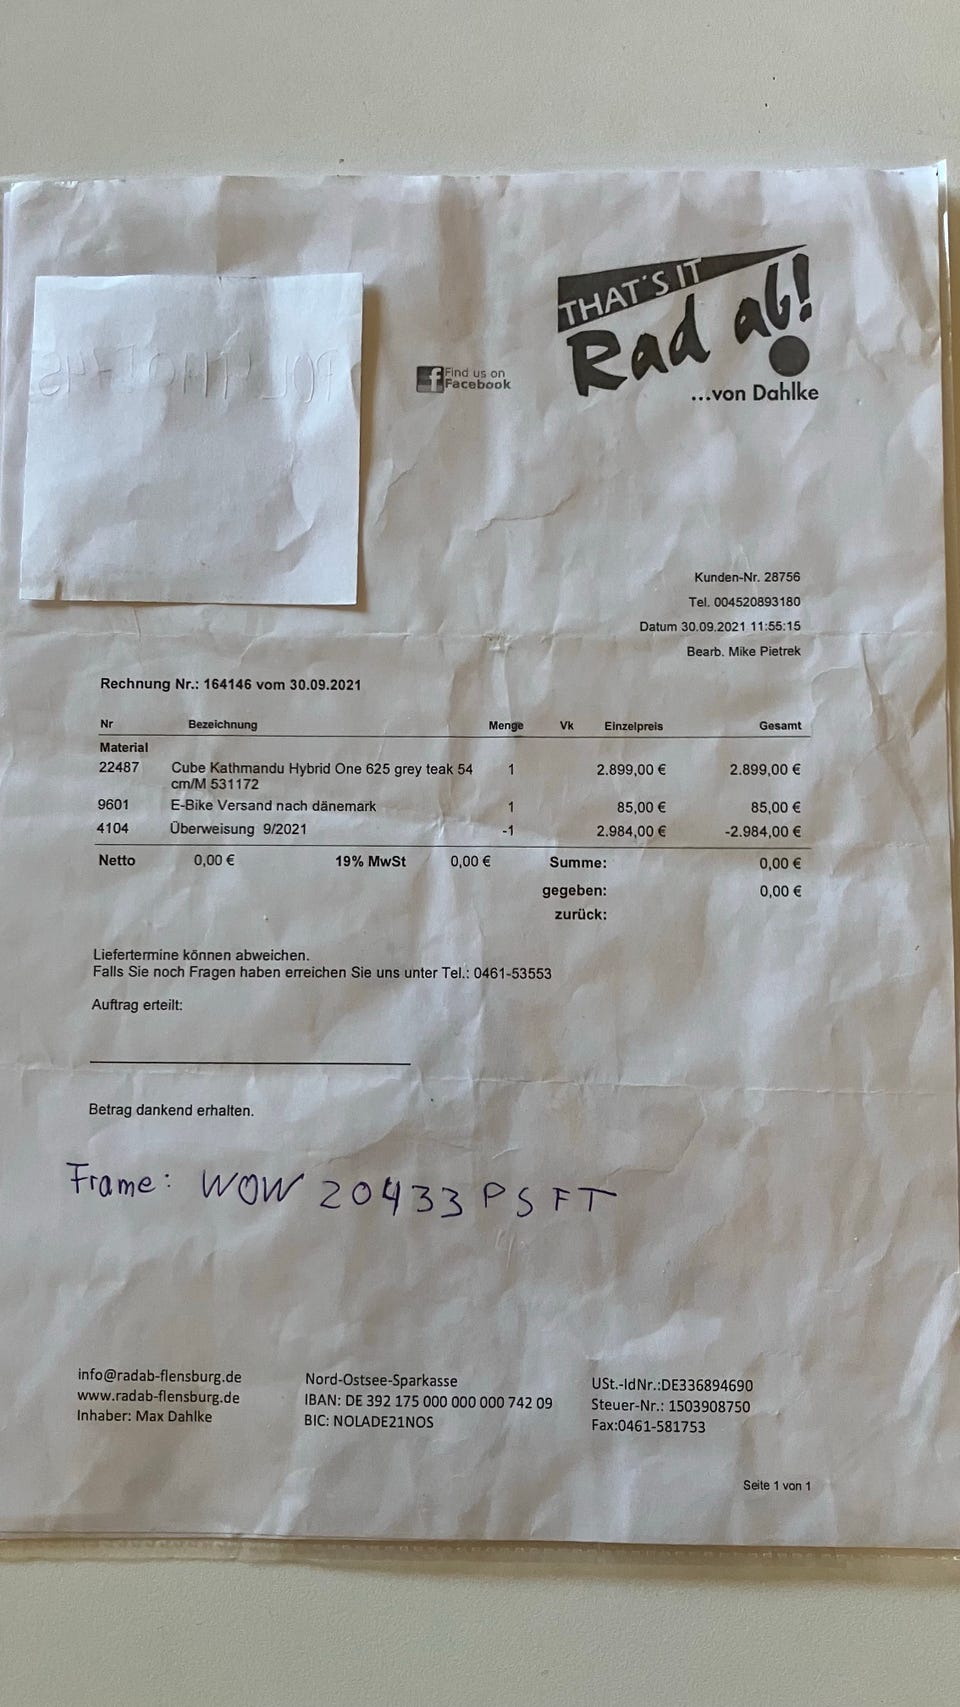 THAT'S IT
Rad ab!
...von Dahlke
f Find us on
Facebook
Kunden-Nr. 28756
Tel. 004520893180
Datum 30.09.2021 11:55:15
Bearb. Mike Pietrek
Rechnung Nr.: 164146 vom 30.09.2021
Nr Bezeichnung Menge Vk Einzelpreis Gesamt
Material
22487 Cube Kathmandu Hybrid One 625 grey teak 54 1 2.899,00 € 2.899,00 €
cm/M 531172
9601 E-Bike Versand nach dänemark 1 85,00 € 85,00 €
4104 Überweisung 9/2021 -1 2.984,00 € -2.984,00 €
Netto 0,00 € 19% MwSt 0,00 € Summe: 0,00 €
gegeben: 0,00 €
zurück:
Liefertermine können abweichen.
Falls Sie noch Fragen haben erreichen Sie uns unter Tel.: 0461-53553
Auftrag erteilt:
Betrag dankend erhalten.
Frame: WOW 20433 PSFT
info@radab-flensburg.de
www.radab-flensburg.de
Inhaber: Max Dahlke
Nord-Ostsee-Sparkasse
IBAN: DE 392 175 000 000 000 742 09
BIC: NOLADE21NOS
USt.-IdNr.:DE336894690
Steuer-Nr.: 1503908750
Fax:0461-581753
Seite 1 von 1